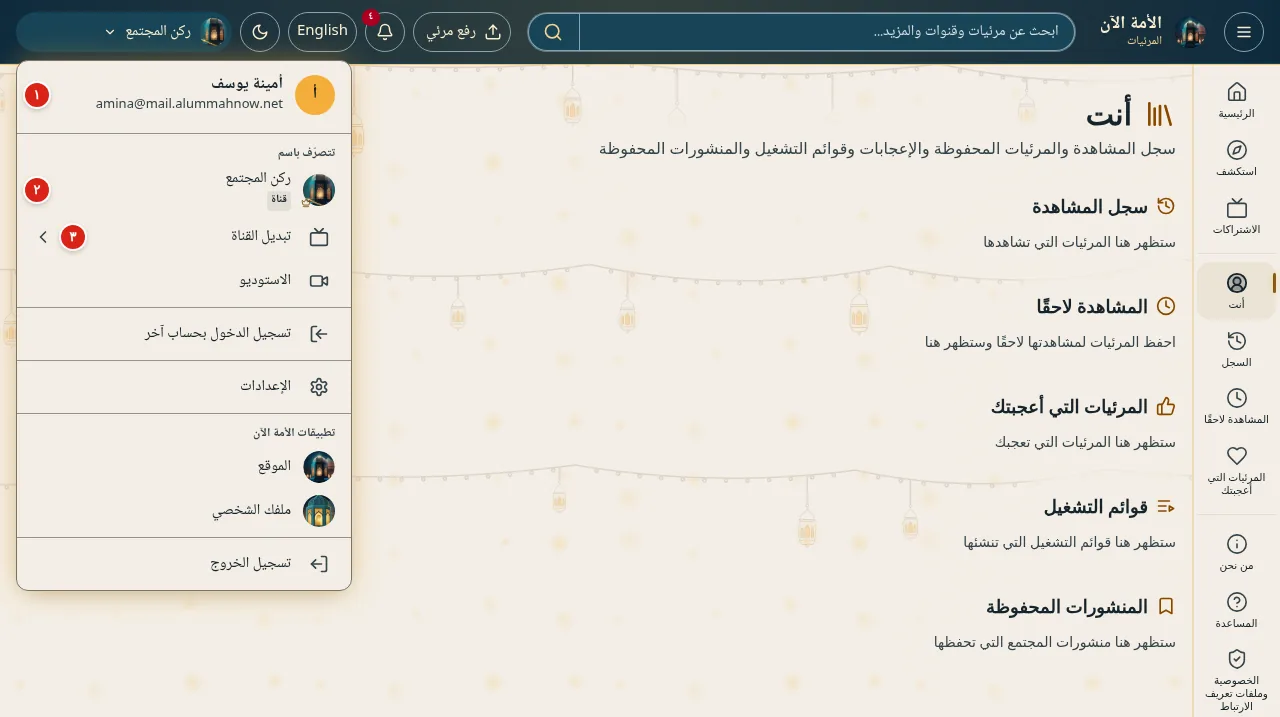 الأمة الآن
المرئيات
ابحث عن مرئيات وقنوات والمزيد...
رفع مرئي
٤
English
ركن المجتمع
الرئيسية
استكشف
الاشتراكات
أنت
السجل
المشاهدة لاحقًا
المرئيات التي
أعجبتك
من نحن
المساعدة
الخصوصية
وملفات تعريف
الارتباط
أنت
سجل المشاهدة والمرئيات المحفوظة والإعجابات وقوائم التشغيل والمنشورات المحفوظة
سجل المشاهدة
ستظهر هنا المرئيات التي تشاهدها
المشاهدة لاحقًا
احفظ المرئيات لمشاهدتها لاحقًا وستظهر هنا
المرئيات التي أعجبتك
ستظهر هنا المرئيات التي تعجبك
قوائم التشغيل
ستظهر هنا قوائم التشغيل التي تنشئها
المنشورات المحفوظة
ستظهر هنا منشورات المجتمع التي تحفظها
أ
أمينة يوسف
amina@mail.alummahnow.net
١
تتصرّف باسم
ركن المجتمع
قناة
٢
تبديل القناة
٣
الاستوديو
تسجيل الدخول بحساب آخر
الإعدادات
تطبيقات الأمة الآن
الموقع
ملفك الشخصي
تسجيل الخروج